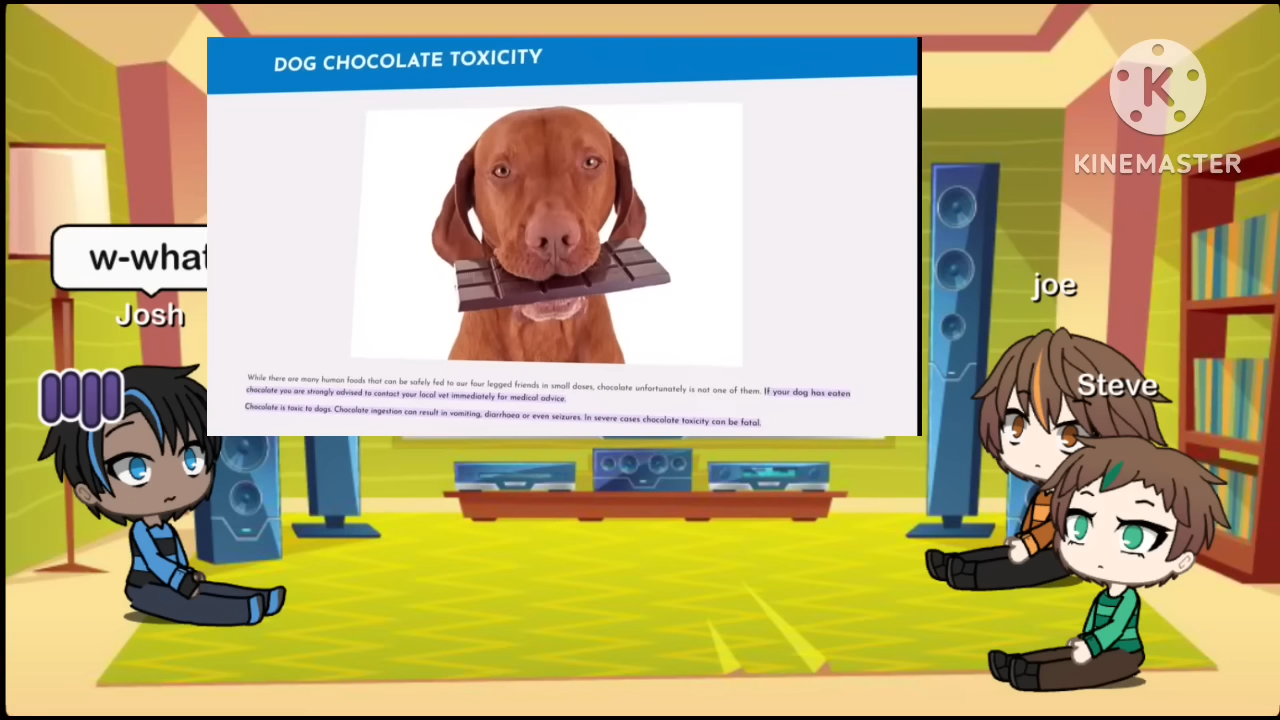 DOG CHOCOLATE TOXICITY
K
KINEMASTER
w-what
Josh
joe
Steve
While there are many human foods that can be safely fed to our four legged friends in small doses, chocolate unfortunately is not one of them. If your dog has eaten
chocolate you are strongly advised to contact your local vet immediately for medical advice.
Chocolate is toxic to dogs. Chocolate ingestion can result in vomiting, diarrhoea or even seizures. In severe cases chocolate toxicity can be fatal.